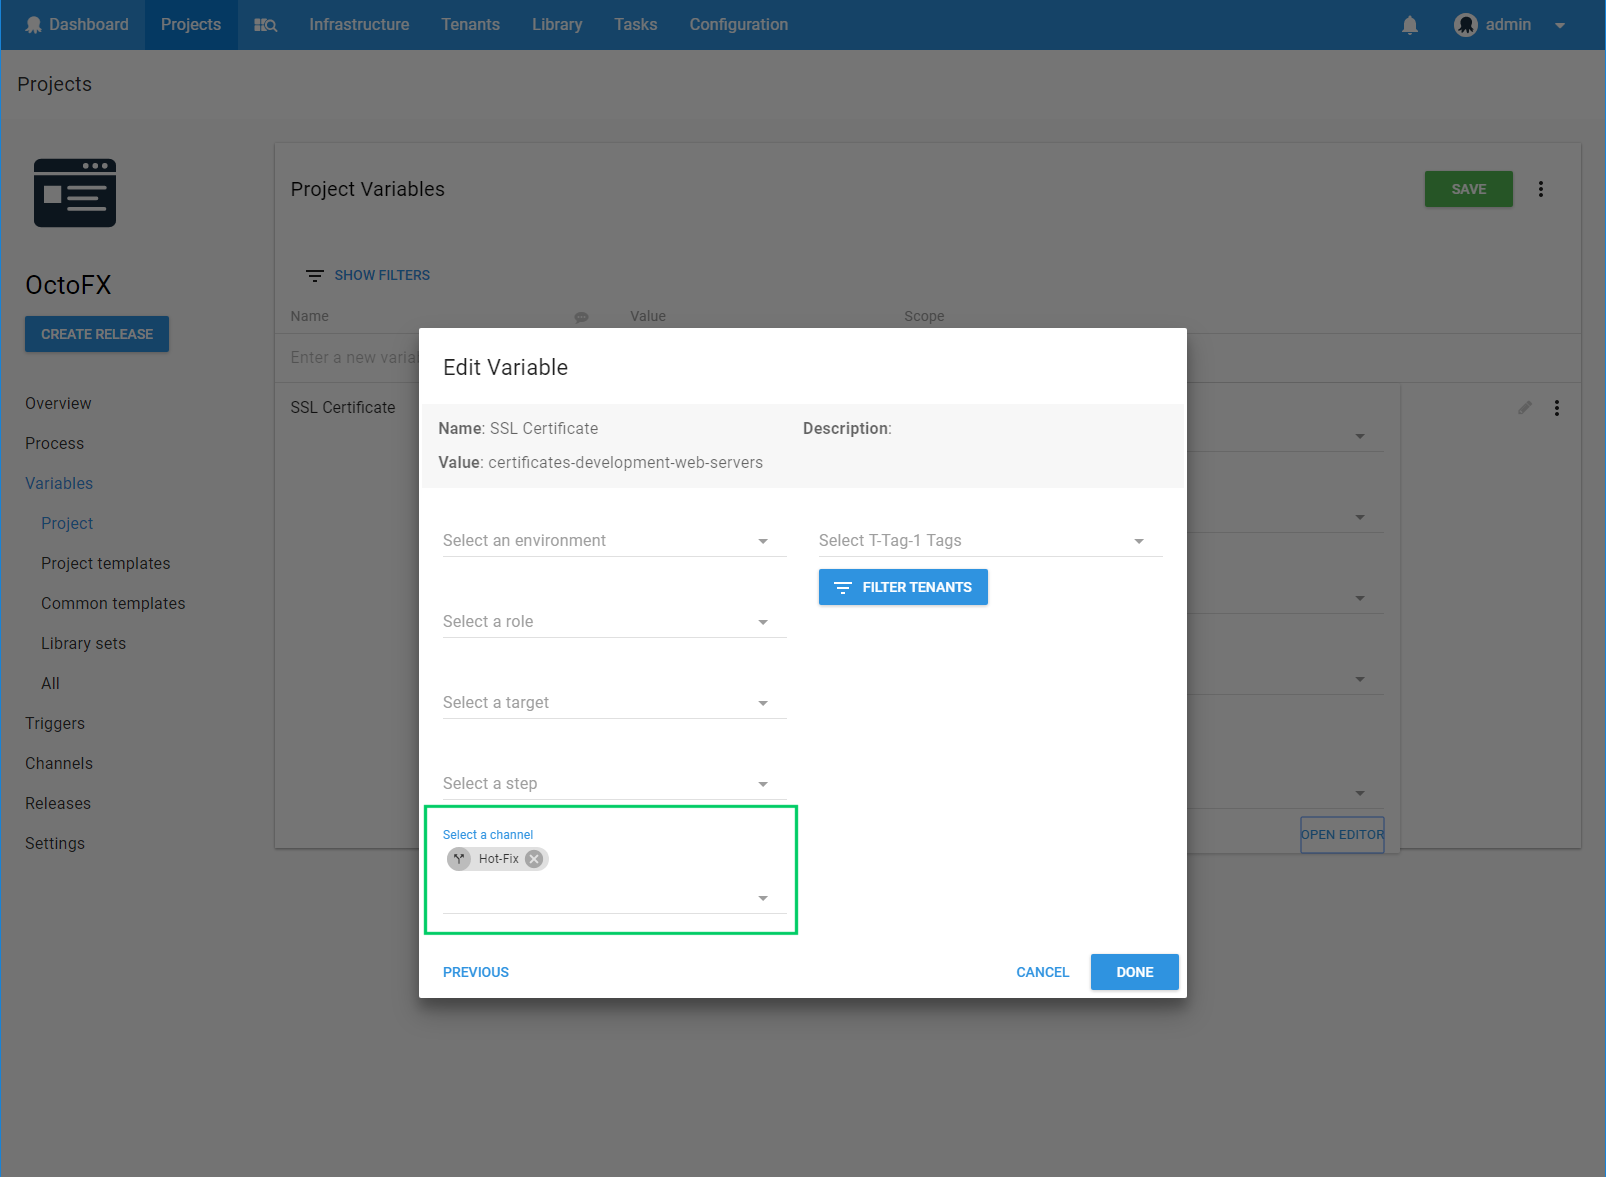 Dashboard Projects Infrastructure Tenants Library Tasks Configuration admin
Projects
Project Variables SAVE
SHOW FILTERS
OctoFX
Name Value Scope
CREATE RELEASE
Enter a new varia
Edit Variable
Overview
SSL Certificate
Name: SSL Certificate Description:
Process
Value: certificates-development-web-servers
Variables
Project
Select an environment Select T-Tag-1 Tags
Project templates
FILTER TENANTS
Common templates
Select a role
Library sets
All
Select a target
Triggers
Channels
Select a step
Releases
Select a channel OPEN EDITOR
Settings
Hot-Fix
PREVIOUS CANCEL DONE